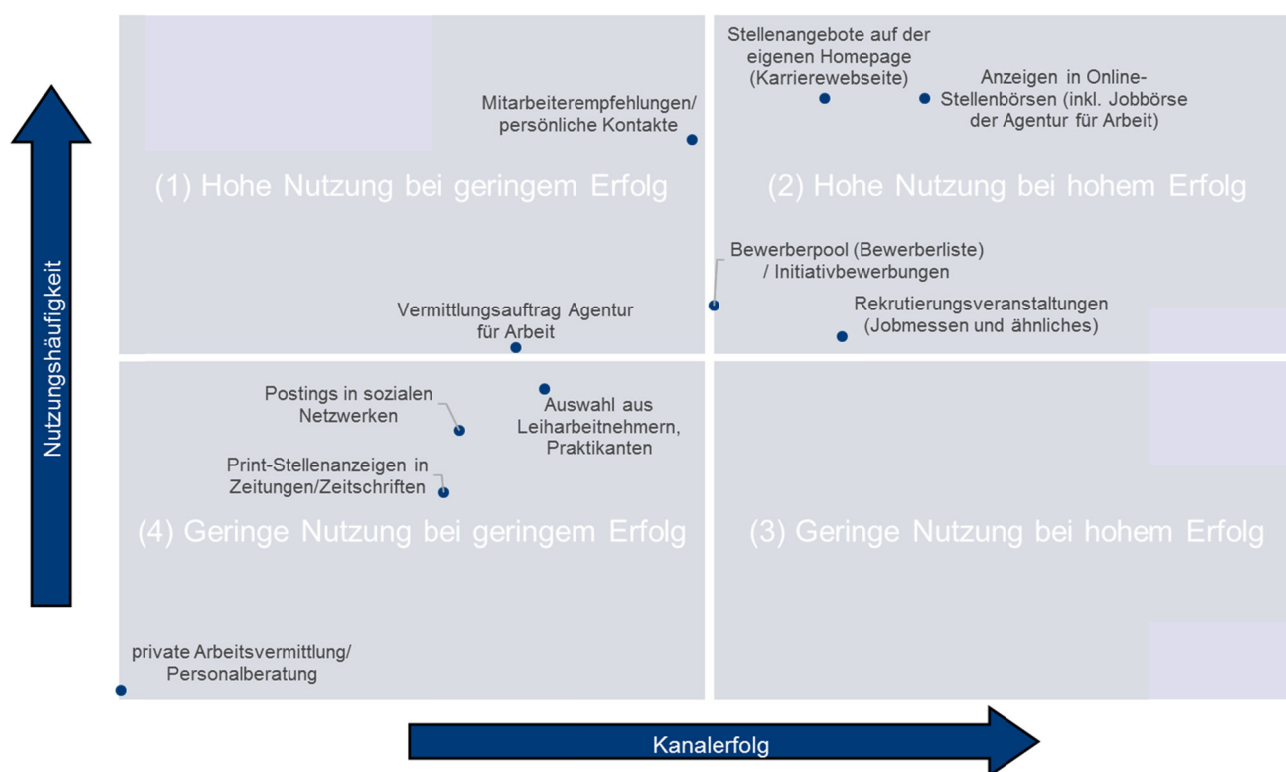 Stellenangebote auf der
eigenen Homepage
(Karrierewebseite)
Anzeigen in Online-
Stellenbörsen (inkl. Jobbörse
der Agentur für Arbeit)
Mitarbeiterempfehlungen/
persönliche Kontakte
(1) Hohe Nutzung bei geringem Erfolg
(2) Hohe Nutzung bei hohem Erfolg
Bewerberpool (Bewerberliste)
/ Initiativbewerbungen
Vermittlungsauftrag Agentur
für Arbeit
Rekrutierungsveranstaltungen
(Jobmessen und ähnliches)
Nutzungshäufigkeit
Postings in sozialen
Netzwerken
Auswahl aus
Leiharbeitnehmern,
Praktikanten
Print-Stellenanzeigen in
Zeitungen/Zeitschriften
(4) Geringe Nutzung bei geringem Erfolg
(3) Geringe Nutzung bei hohem Erfolg
private Arbeitsvermittlung/
Personalberatung
Kanalerfolg